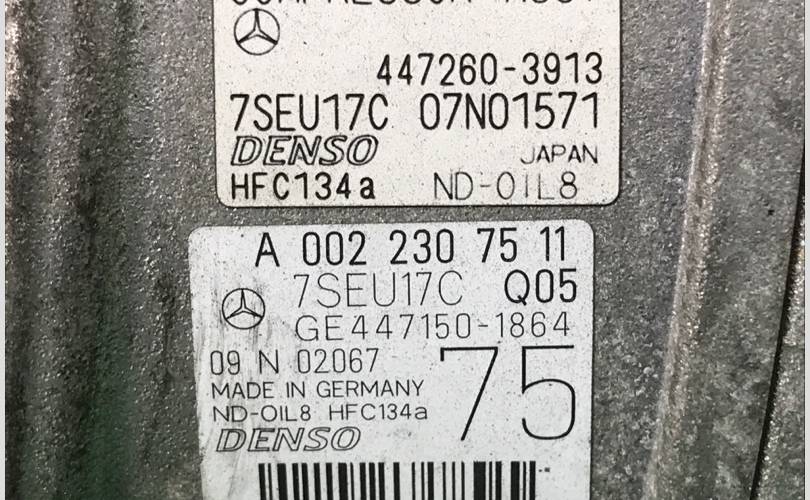 447260-3913
7SEU17C 07N01571
DENSO JAPAN
HFC134a ND-OIL8
A 002 230 75 11
7SEU17C Q05
GE447150-1864
09 N 02067
75
MADE IN GERMANY
ND-OIL8 HFC134a
DENSO